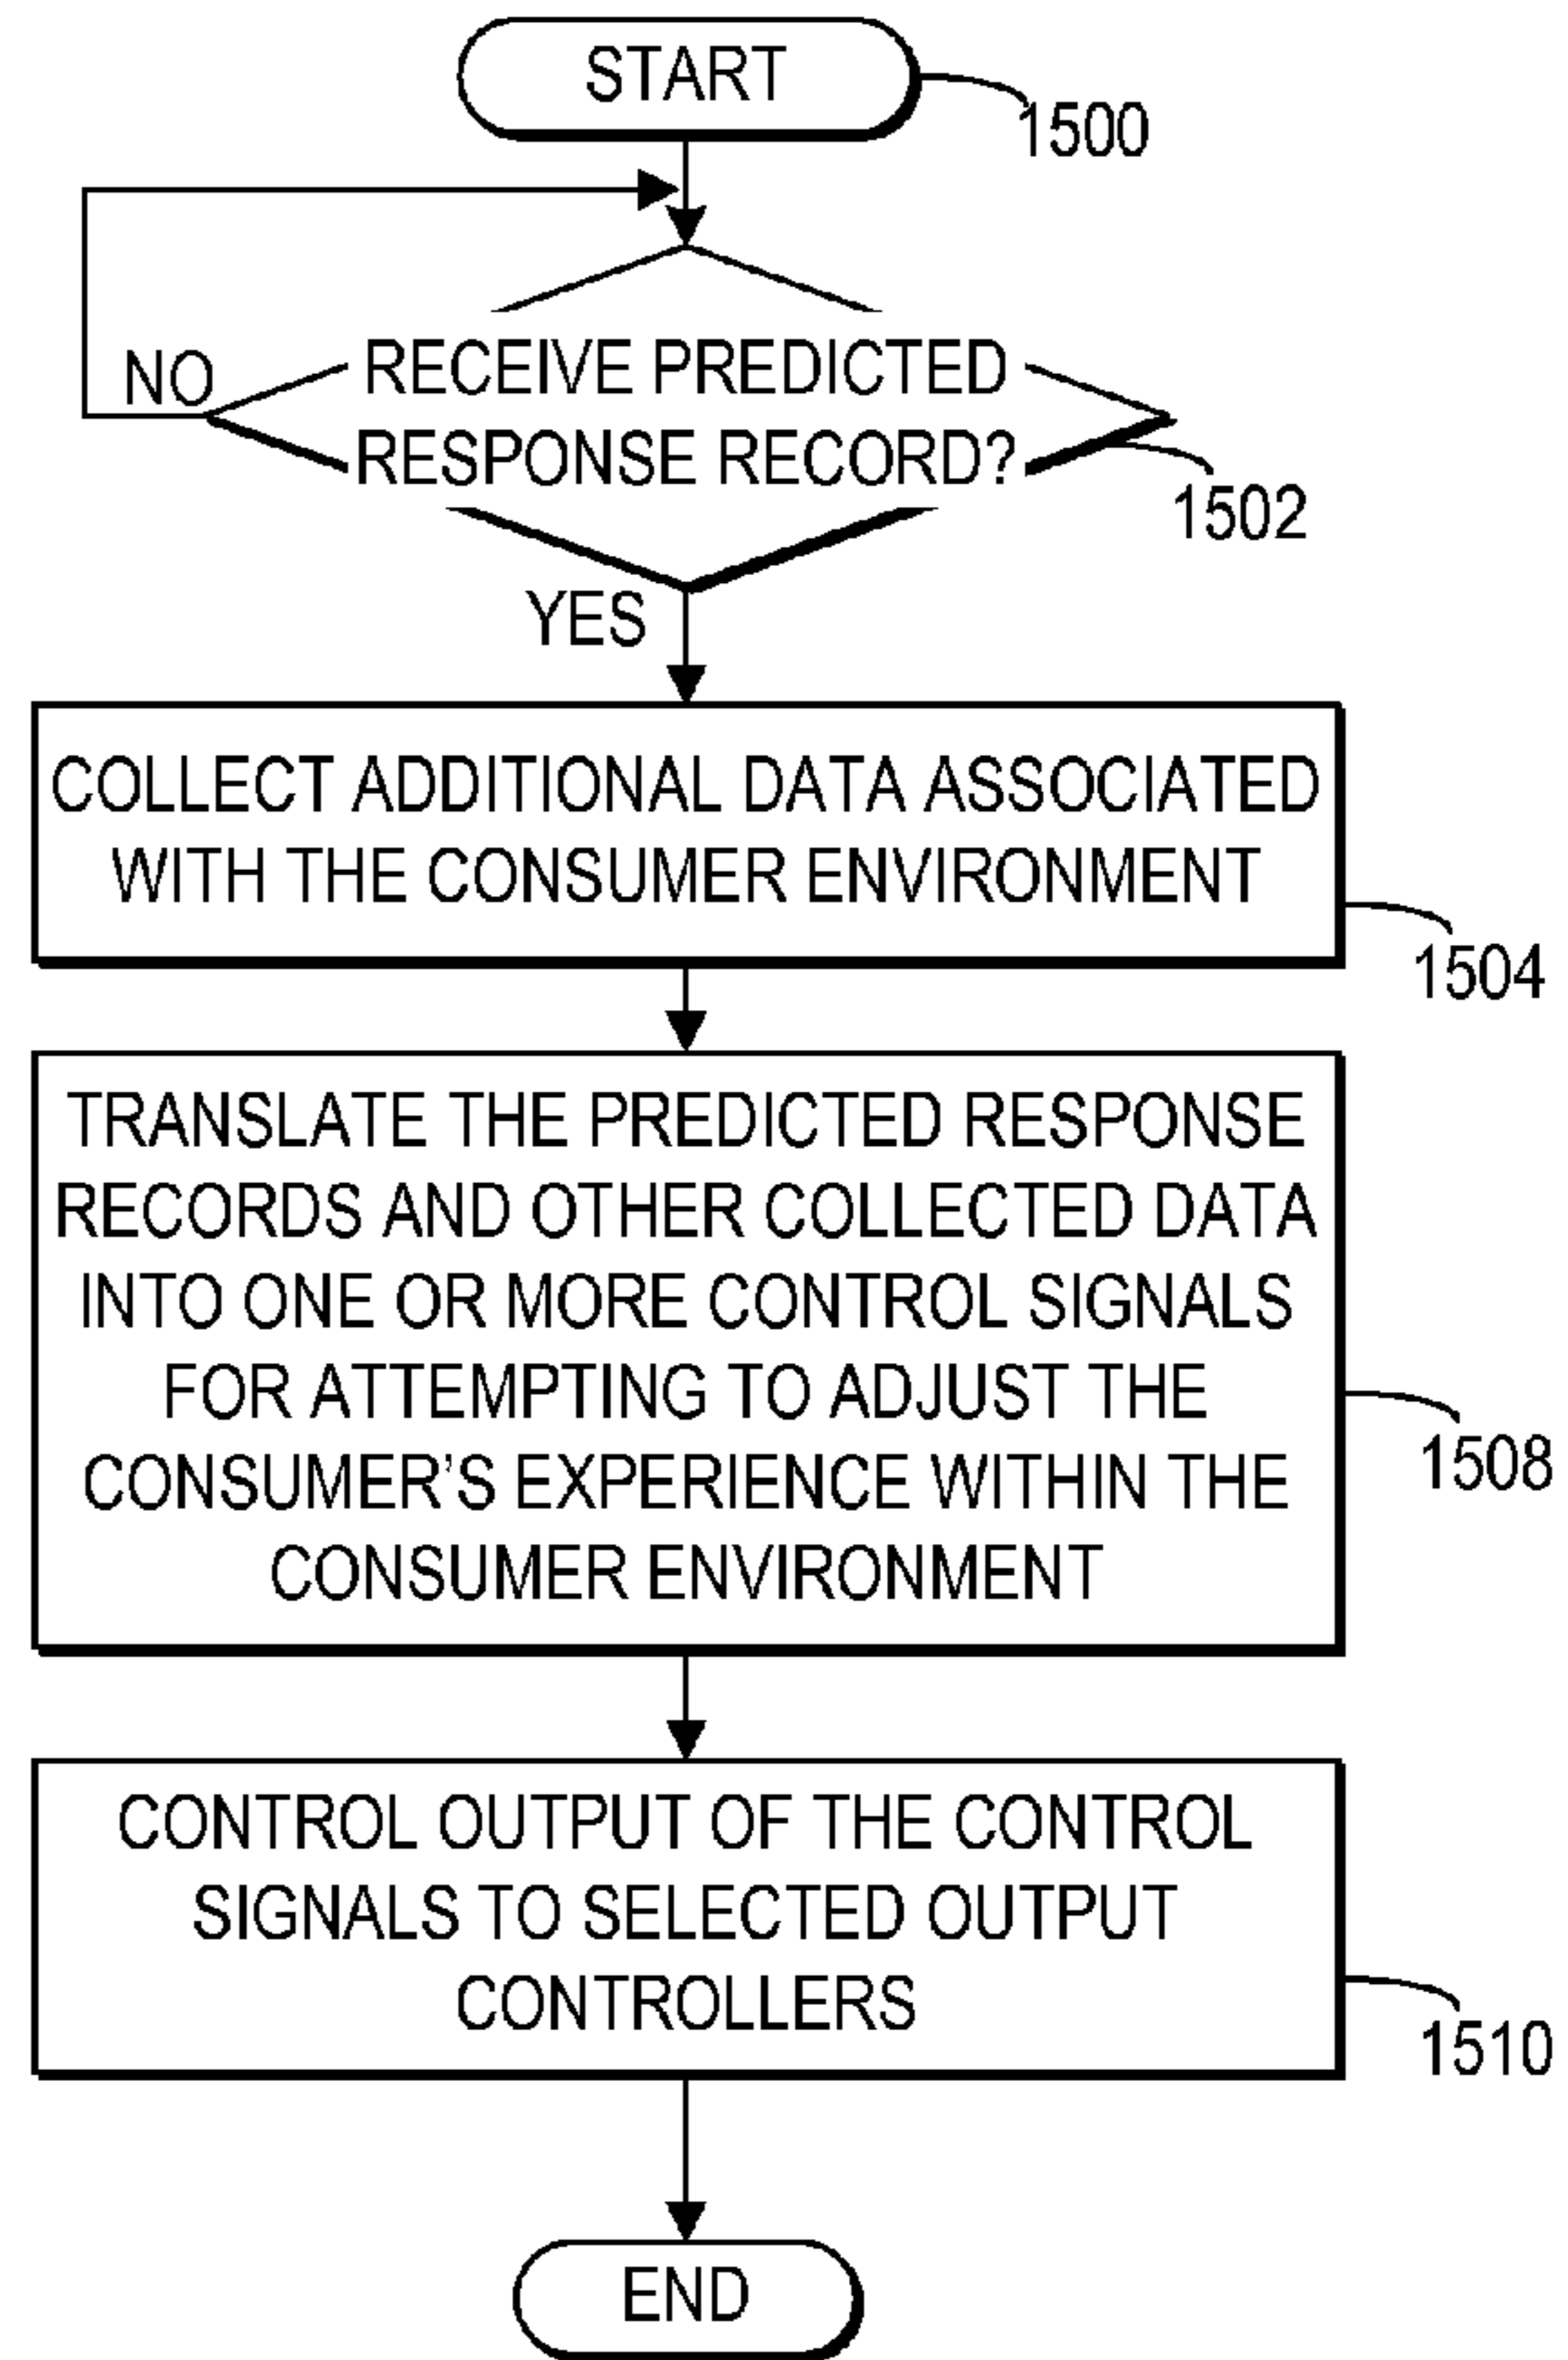 START
1500
NO
RECEIVE PREDICTED
RESPONSE RECORD?
1502
YES
COLLECT ADDITIONAL DATA ASSOCIATED
WITH THE CONSUMER ENVIRONMENT
1504
TRANSLATE THE PREDICTED RESPONSE
RECORDS AND OTHER COLLECTED DATA
INTO ONE OR MORE CONTROL SIGNALS
FOR ATTEMPTING TO ADJUST THE
CONSUMER'S EXPERIENCE WITHIN THE
CONSUMER ENVIRONMENT
1508
CONTROL OUTPUT OF THE CONTROL
SIGNALS TO SELECTED OUTPUT
CONTROLLERS
1510
END